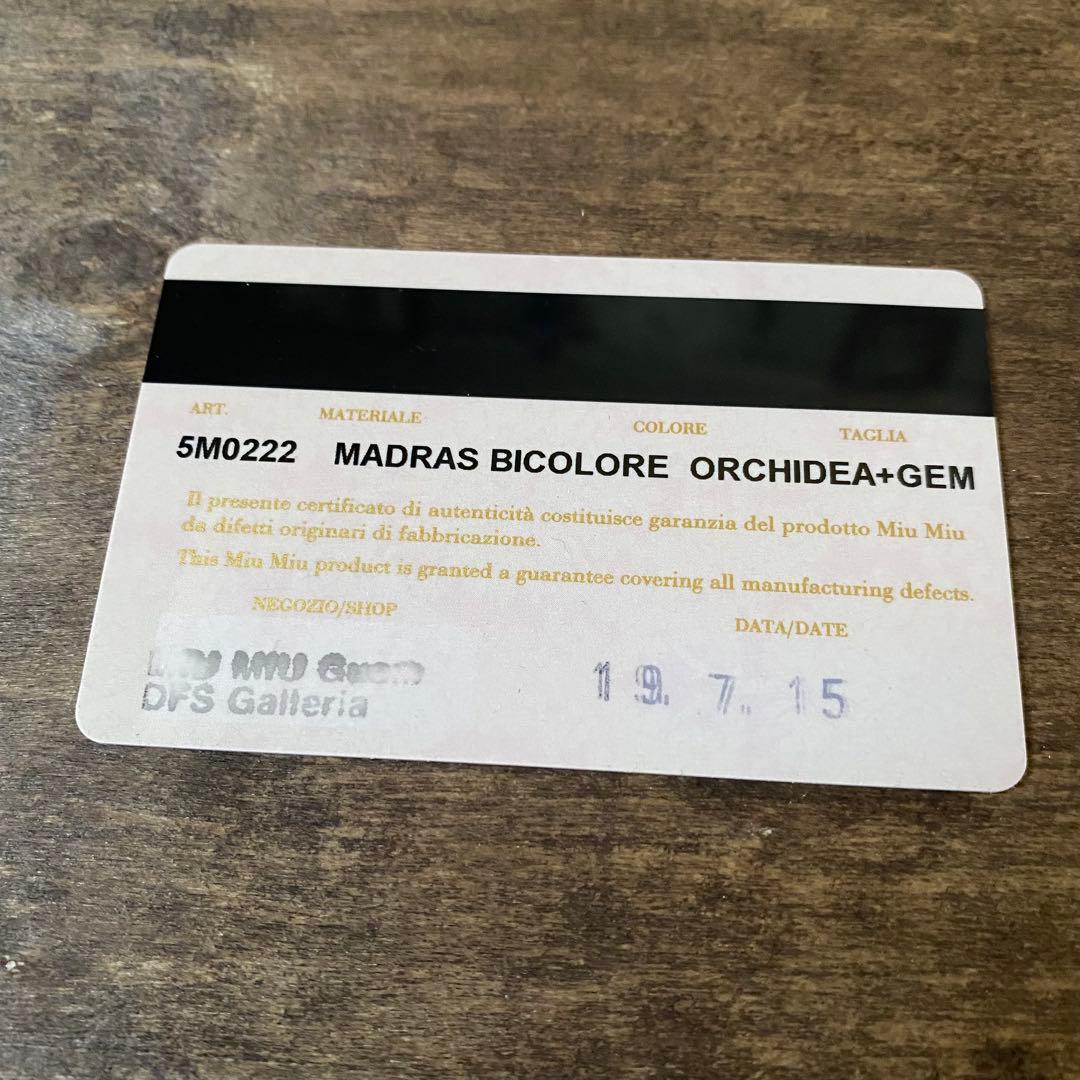 ART. MATERIALE COLORE TAGLIA
5M0222 MADRAS BICOLORE ORCHIDEA+GEM
Il presente certificato di autenticità costituisce garanzia del prodotto Miu Miu
da difetti originari di fabbricazione.
This Miu Miu product is granted a guarantee covering all manufacturing defects.
NEGOZIO/SHOP DATA/DATE
MIU Guam 19. 7. 15
DFS Galleria